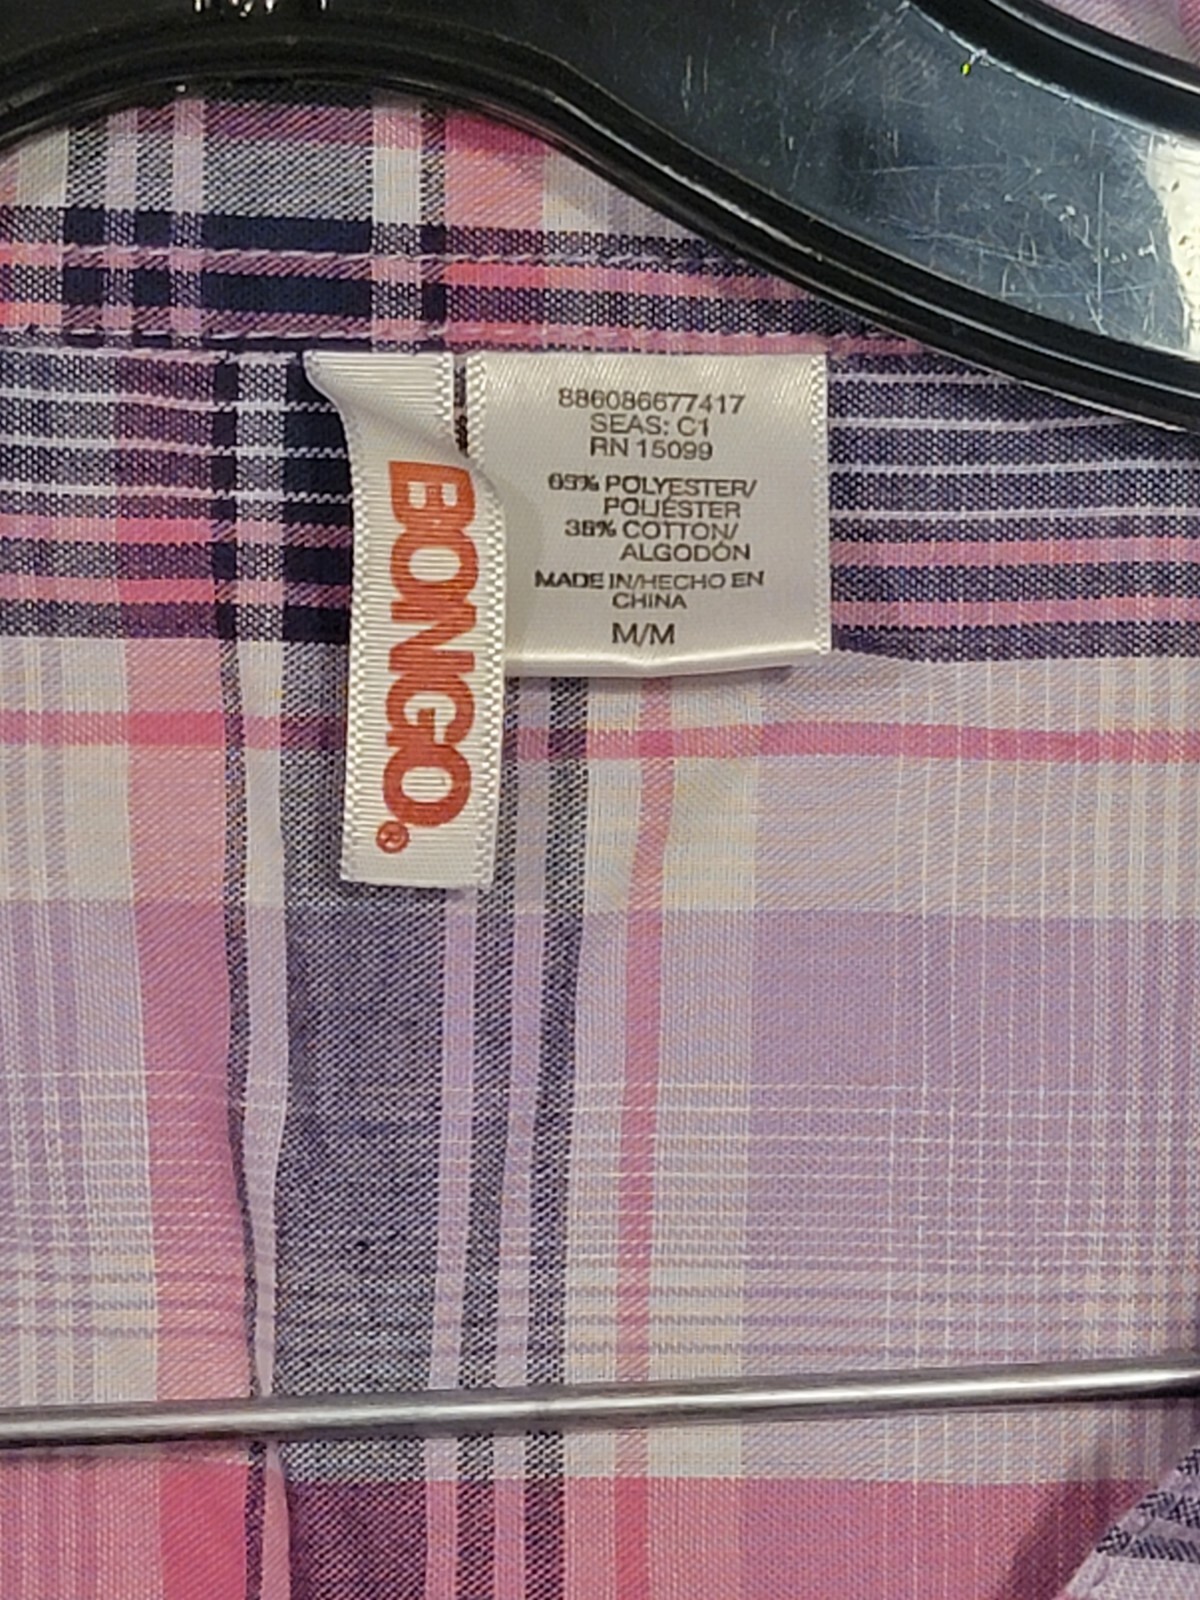 BONGO®
886086677417
SEAS: C1
RN 15099
65% POLYESTER/
POLIÉSTER
35% COTTON/
ALGODÓN
MADE IN/HECHO EN
CHINA
M/M